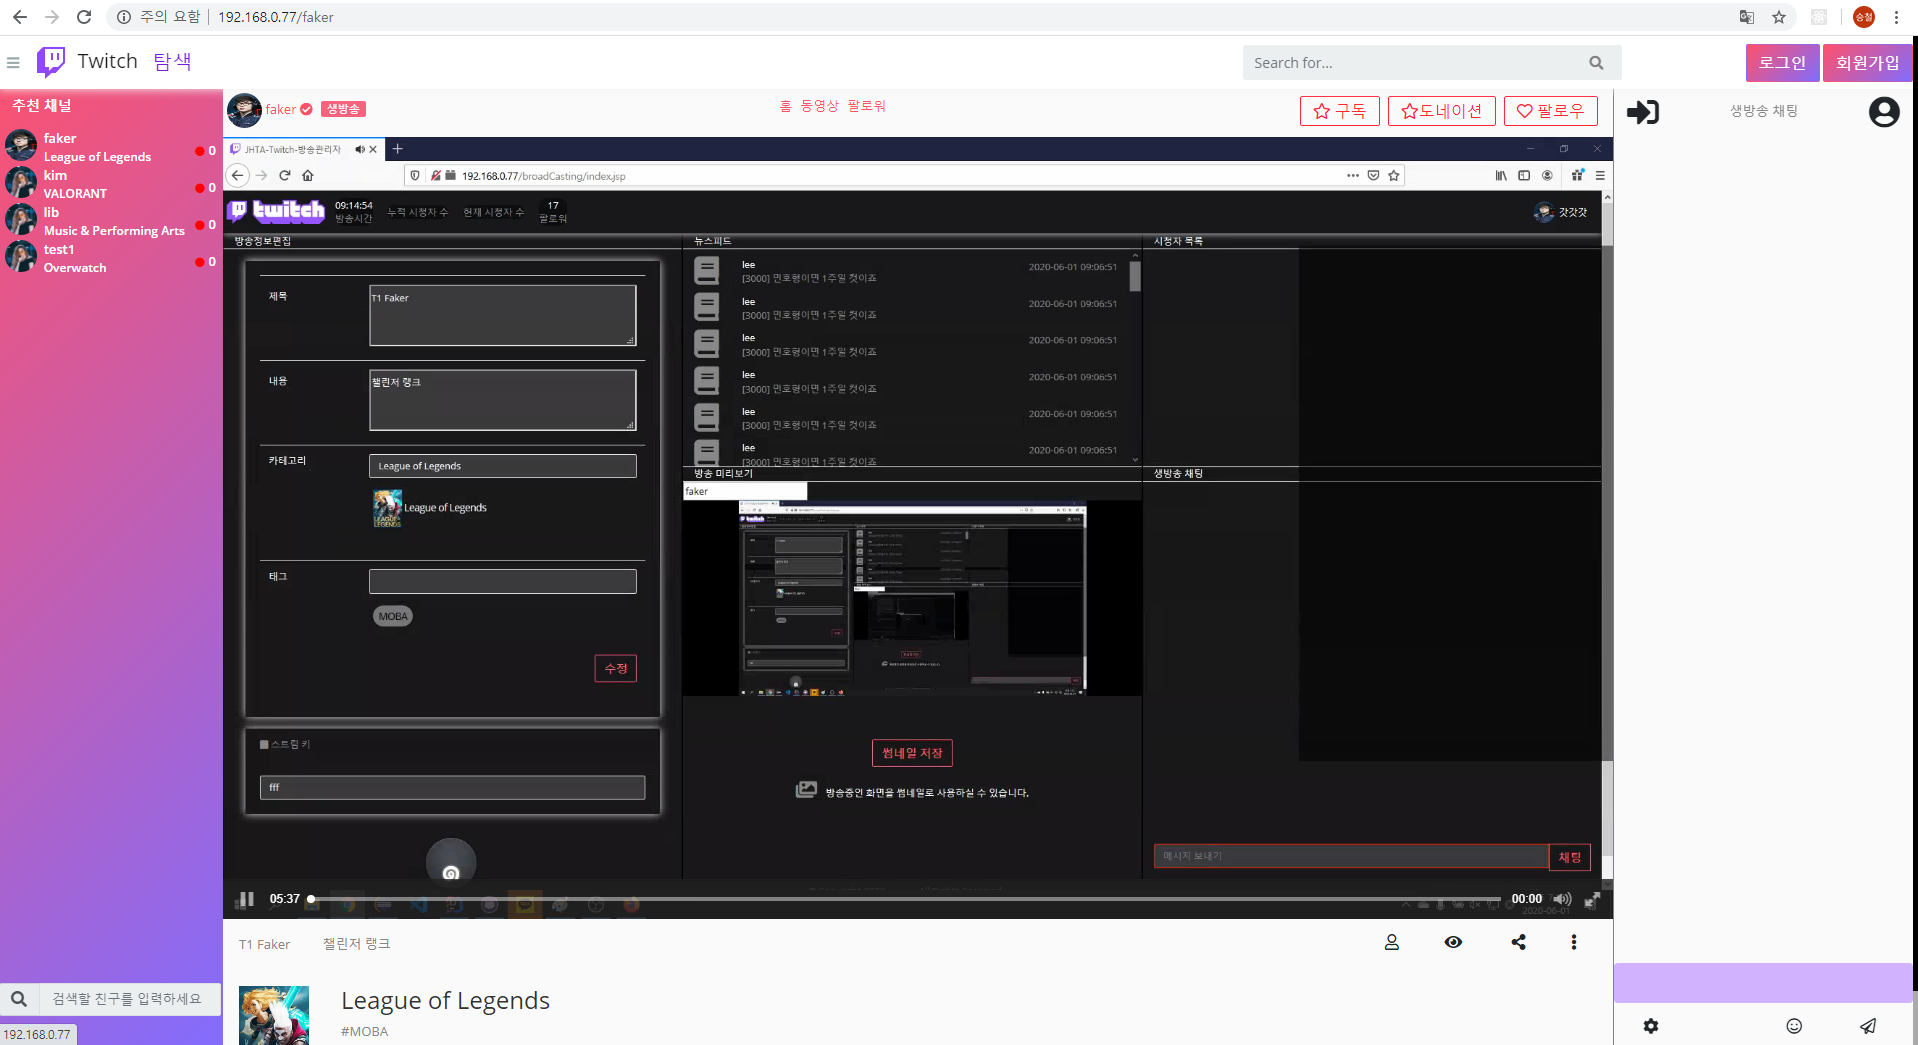 주의 요함 192.168.0.77/faker
승철
Twitch 탐색
Search for...
로그인 회원가입
추천 채널
faker
League of Legends 0
kim
VALORANT 0
lib
Music & Performing Arts 0
test1
Overwatch 0
faker 생방송
홈 동영상 팔로워
구독 도네이션 팔로우
생방송 채팅
JHTA-Twitch-방송관리자
192.168.0.77/broadCasting/index.jsp
twitch
09:14:54
방송시간
누적 시청자 수
현재 시청자 수
17
팔로워
갓갓갓
방송정보편집
제목
T1 Faker
내용
챌린저 랭크
카테고리
League of Legends
League of Legends
태그
MOBA
수정
스트림 키
fff
뉴스피드
lee 2020-06-01 09:06:51
[3000] 민호형이면 1주일 컷이죠
lee 2020-06-01 09:06:51
[3000] 민호형이면 1주일 컷이죠
lee 2020-06-01 09:06:51
[3000] 민호형이면 1주일 컷이죠
lee 2020-06-01 09:06:51
[3000] 민호형이면 1주일 컷이죠
lee 2020-06-01 09:06:51
[3000] 민호형이면 1주일 컷이죠
lee 2020-06-01 09:06:51
[3000] 민호형이면 1주일 컷이죠
방송 미리보기
faker
썸네일 저장
방송중인 화면을 썸네일로 사용하실 수 있습니다.
시청자 목록
생방송 채팅
메시지 보내기
채팅
05:37
00:00
2020-06-01
T1 Faker 챌린저 랭크
League of Legends
#MOBA
검색할 친구를 입력하세요
192.168.0.77